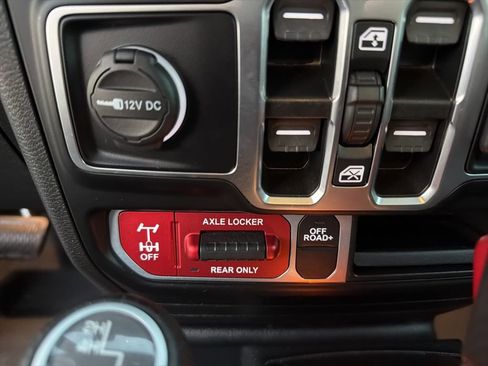 12V DC
AXLE LOCKER
OFF
REAR ONLY
OFF
ROAD+